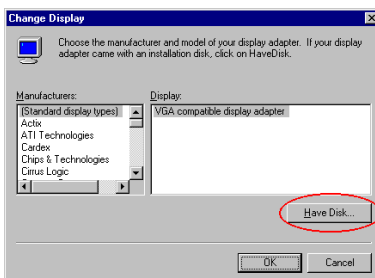 Change Display
Choose the manufacturer and model of your display adapter. If your display
adapter came with an installation disk, click on HaveDisk.
Manufacturers:
(Standard display types)
Actix
ATI Technologies
Cardex
Chips & Technologies
Cirrus Logic
Display:
VGA compatible display adapter
Have Disk...
OK
Cancel